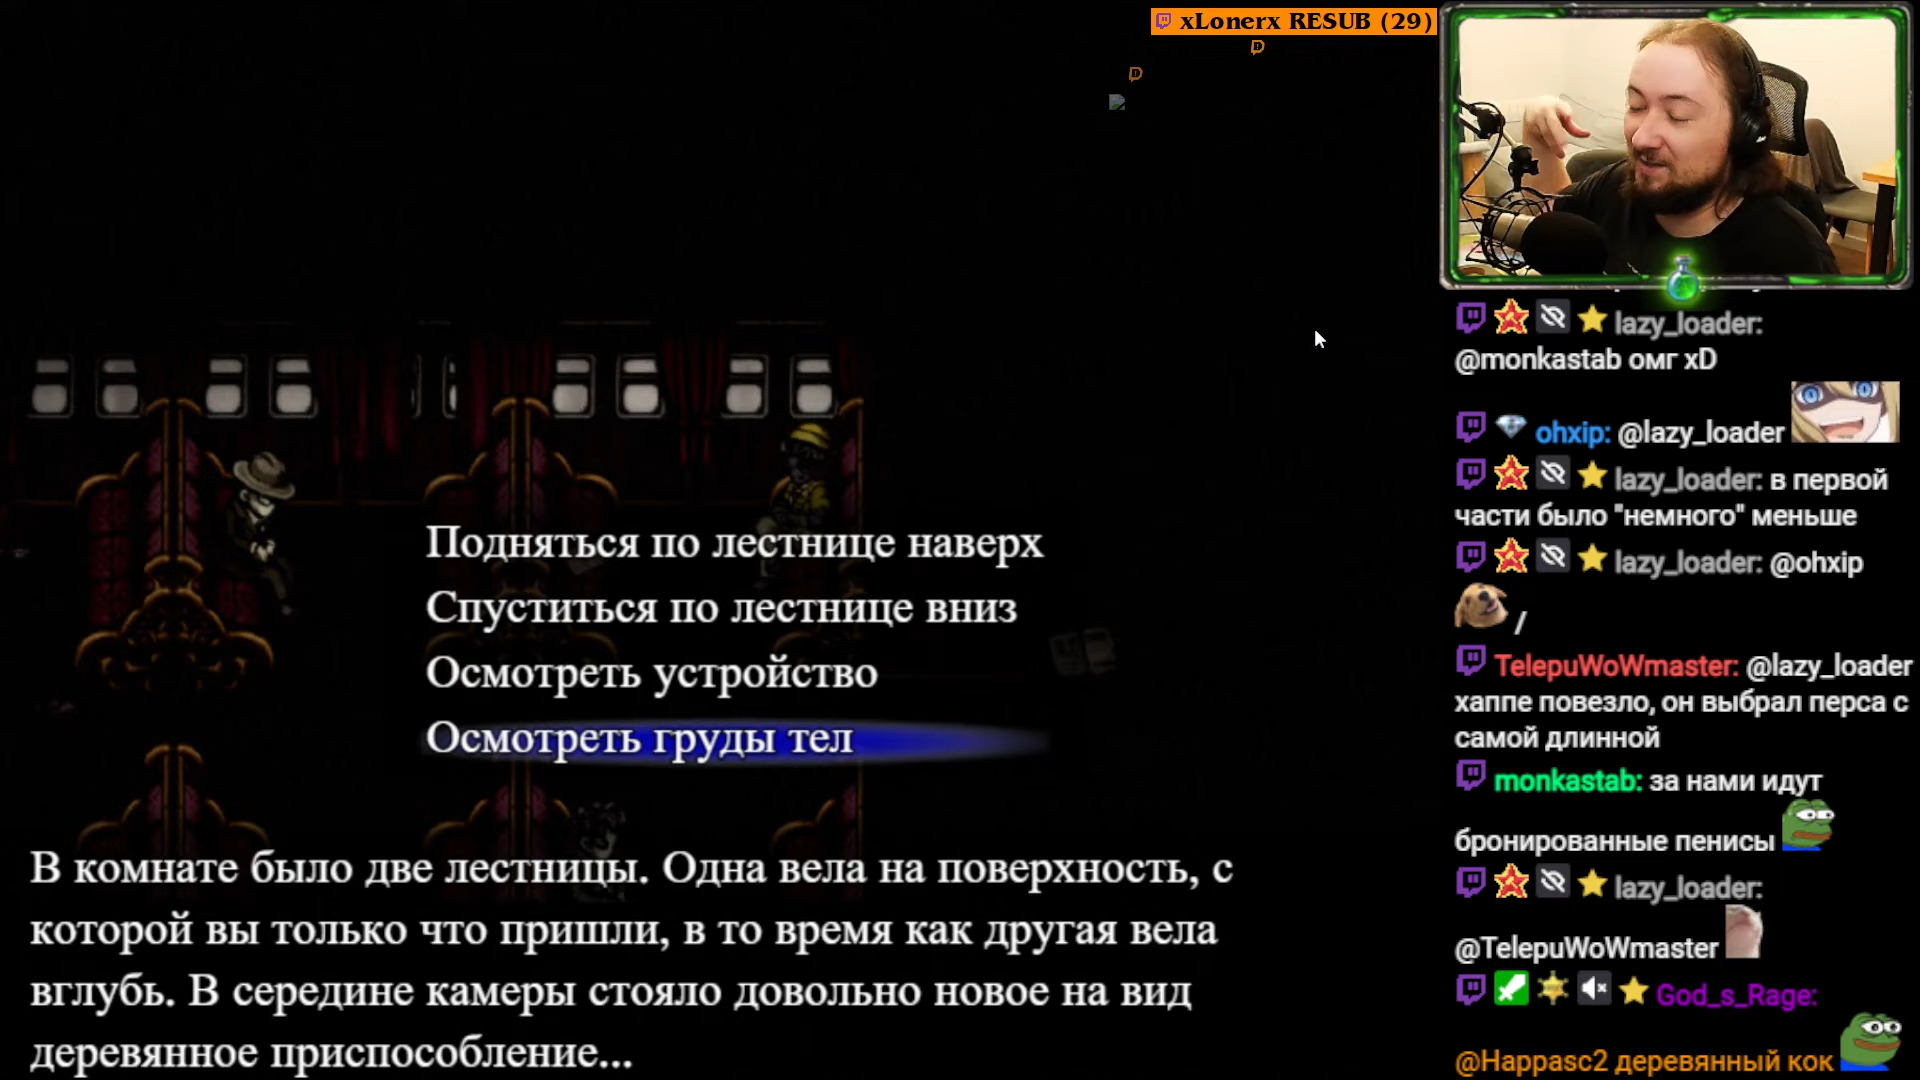 xLonerx RESUB (29)
Подняться по лестнице наверх
Спуститься по лестнице вниз
Осмотреть устройство
Осмотреть груды тел
В комнате было две лестницы. Одна вела на поверхность, с
которой вы только что пришли, в то время как другая вела
вглубь. В середине камеры стояло довольно новое на вид
деревянное приспособление...
lazy_loader:
@monkastab омг xD
ohxip: @lazy_loader
lazy_loader: в первой
части было "немного" меньше
lazy_loader: @ohxip
/
TelepuWoWmaster: @lazy_loader
хаппе повезло, он выбрал перса с
самой длинной
monkastab: за нами идут
бронированные пенисы
lazy_loader:
@TelepuWoWmaster
God_s_Rage:
@Happasc2 деревянный кок